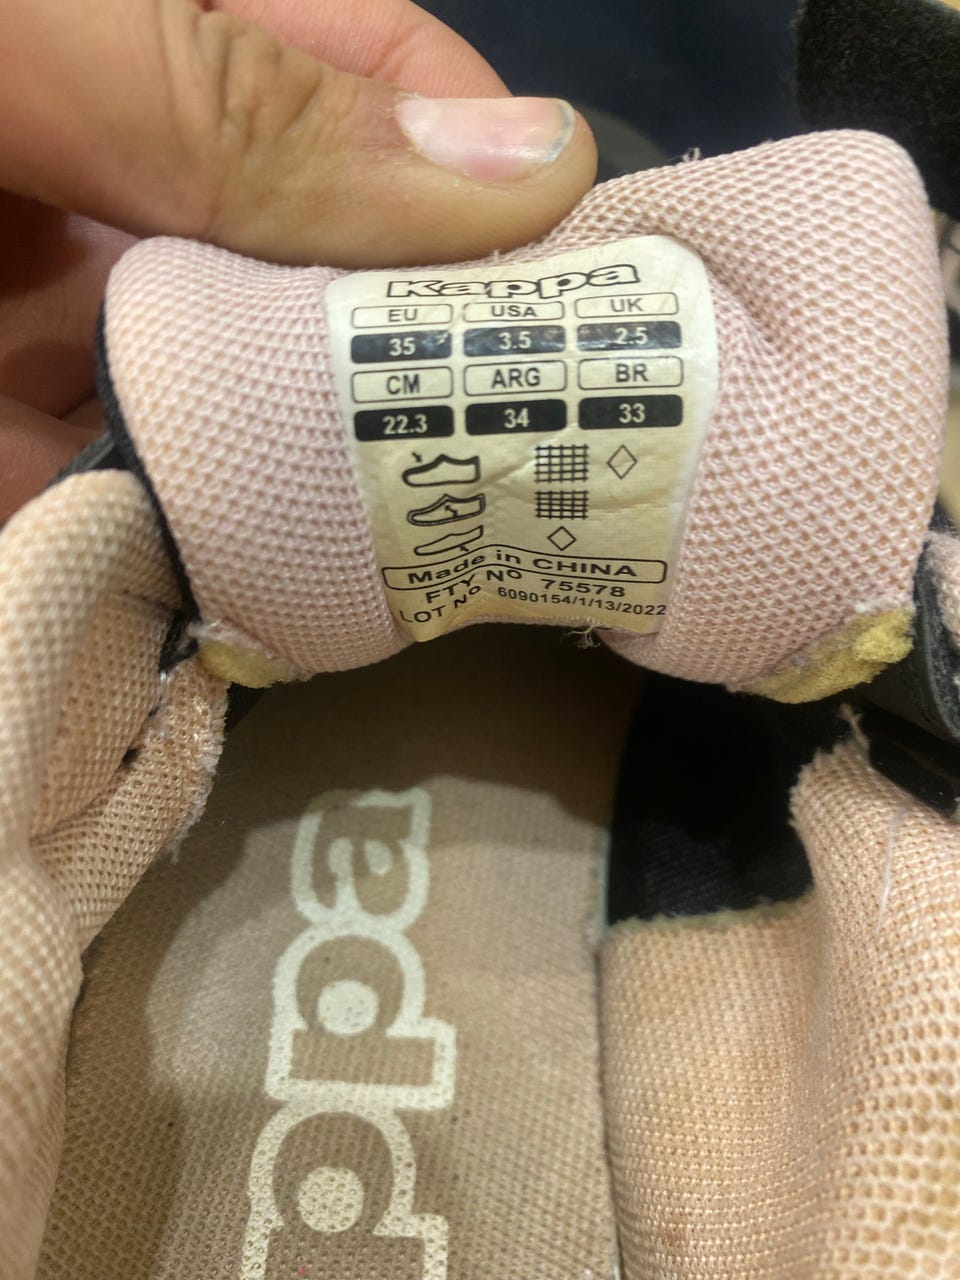 Kappa
EU USA UK
35 3.5 2.5
CM ARG BR
22.3 34 33
Made in CHINA
FTY Nº 75578
LOT Nº 6090154/1/13/2022
ppa